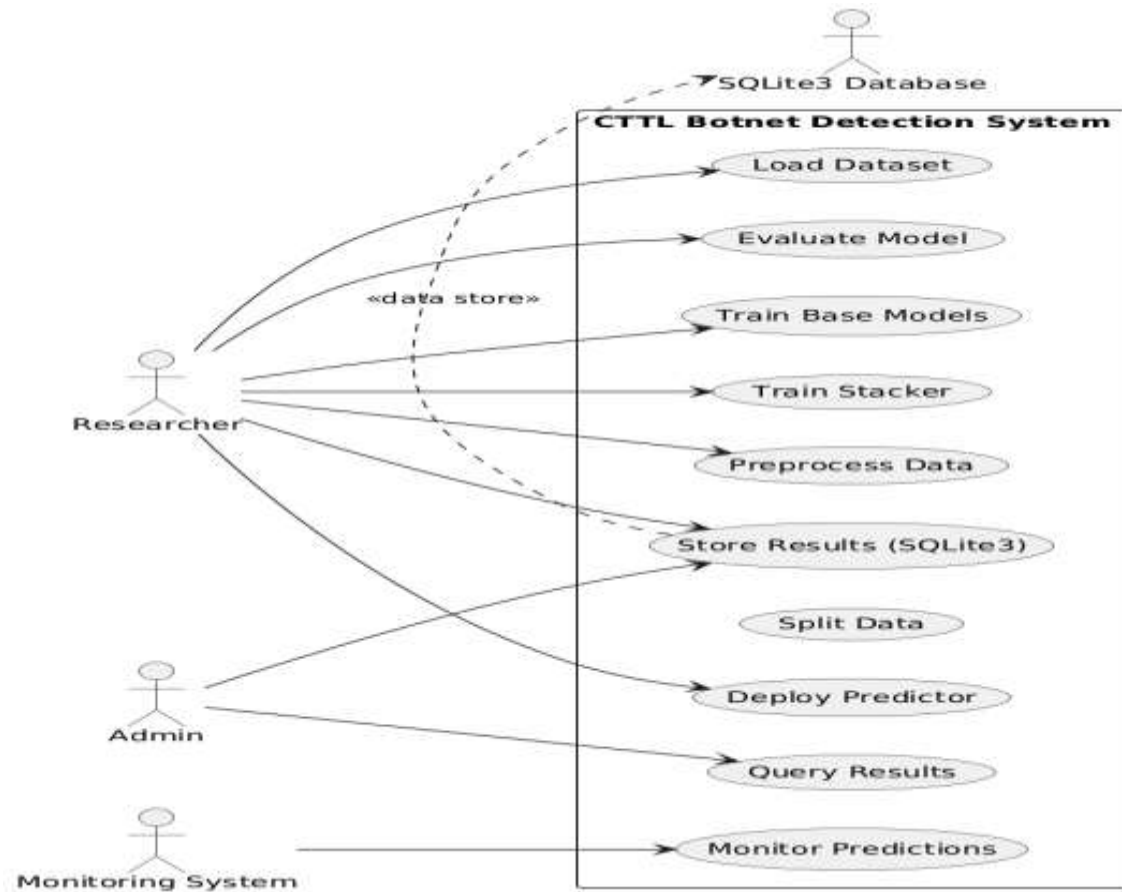 SQLite3 Database
CTTL Botnet Detection System
Load Dataset
Evaluate Model
«data store»
Train Base Models
Train Stacker
Researcher
Preprocess Data
Store Results (SQLite3)
Split Data
Deploy Predictor
Admin
Query Results
Monitor Predictions
Monitoring System